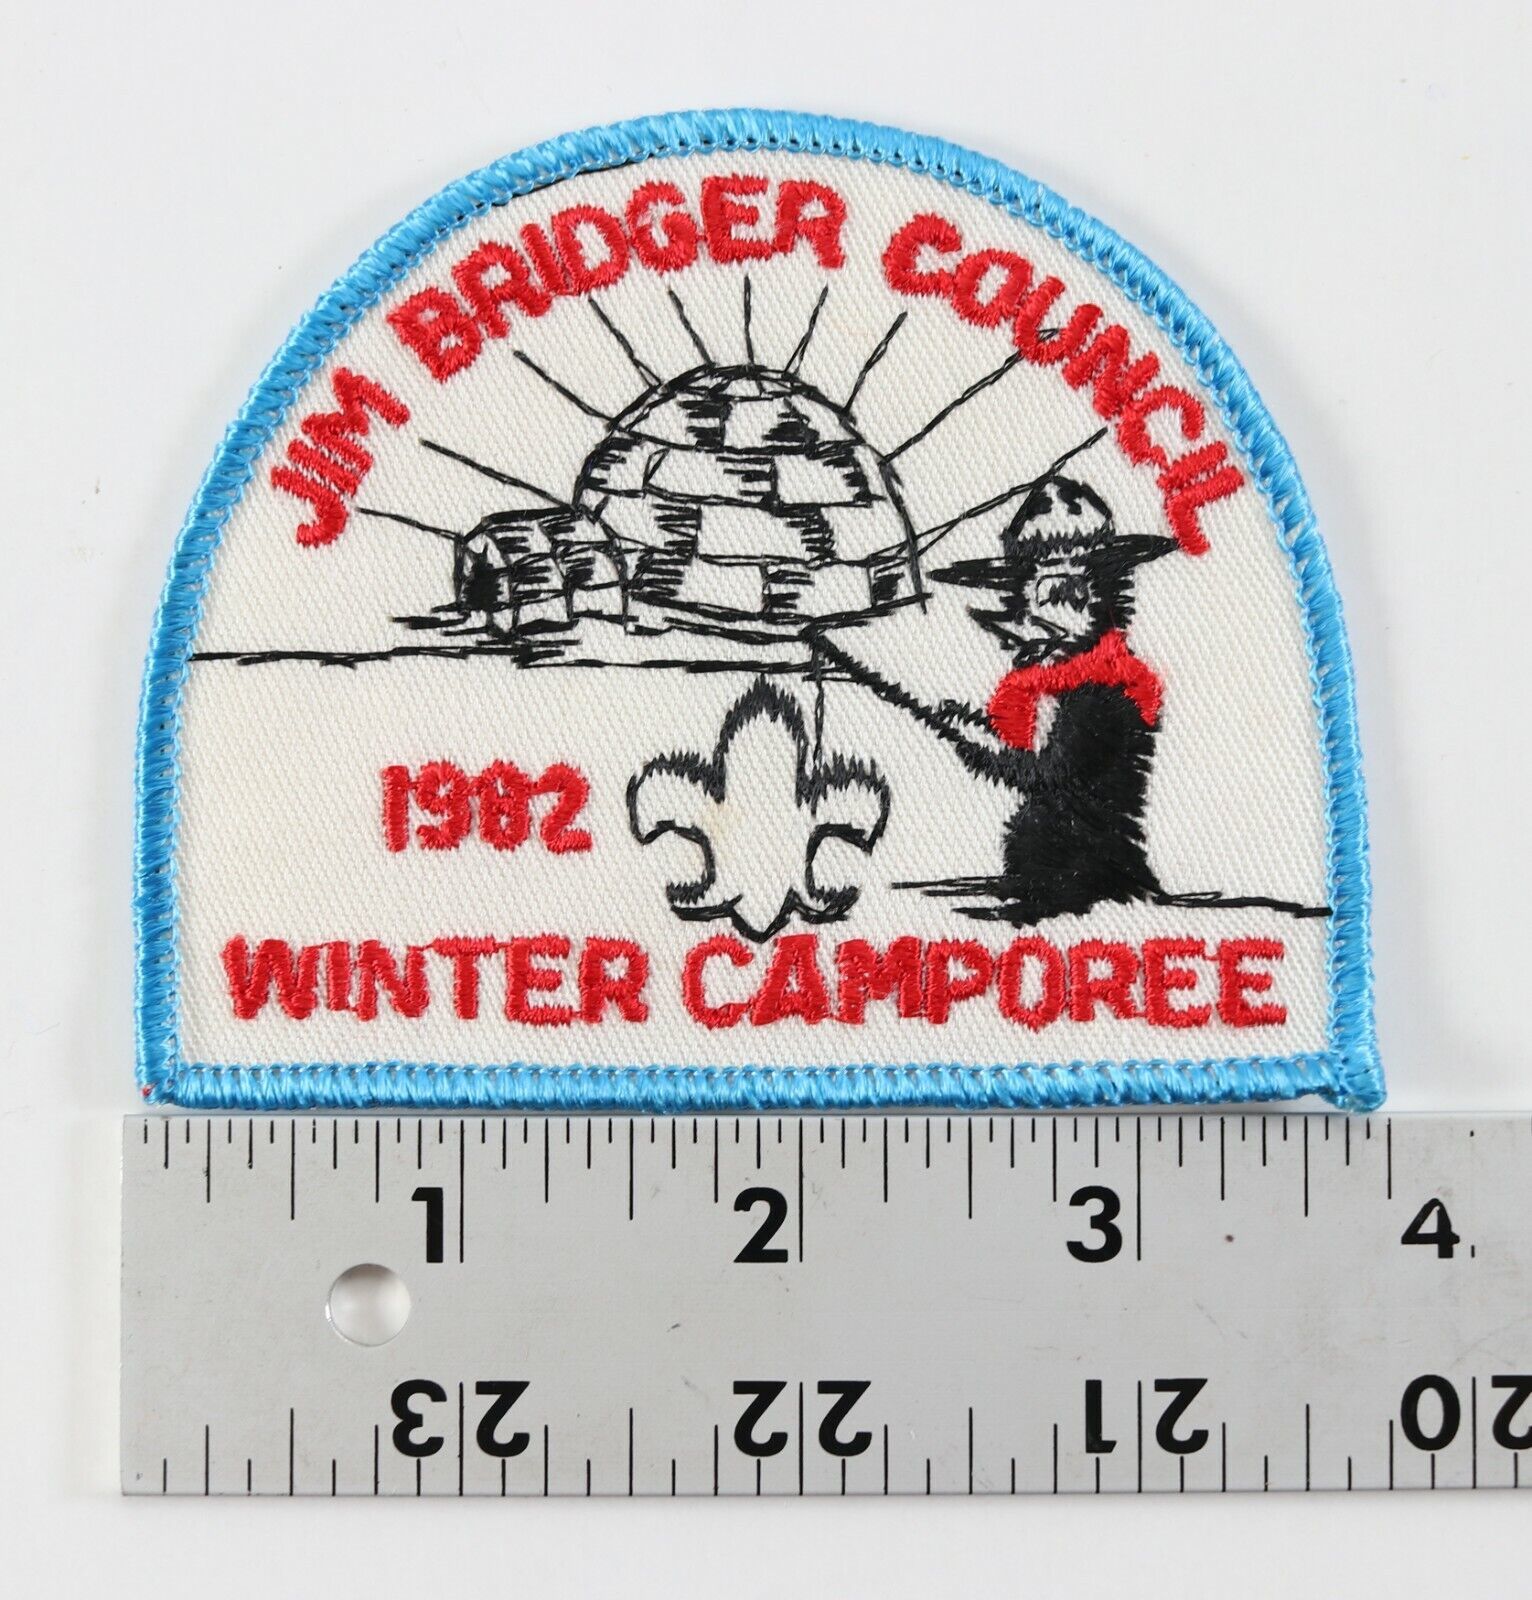 JIM BRIDGER COUNCIL
1982
WINTER CAMPOREE
1 2 3 4
23 22 21 20